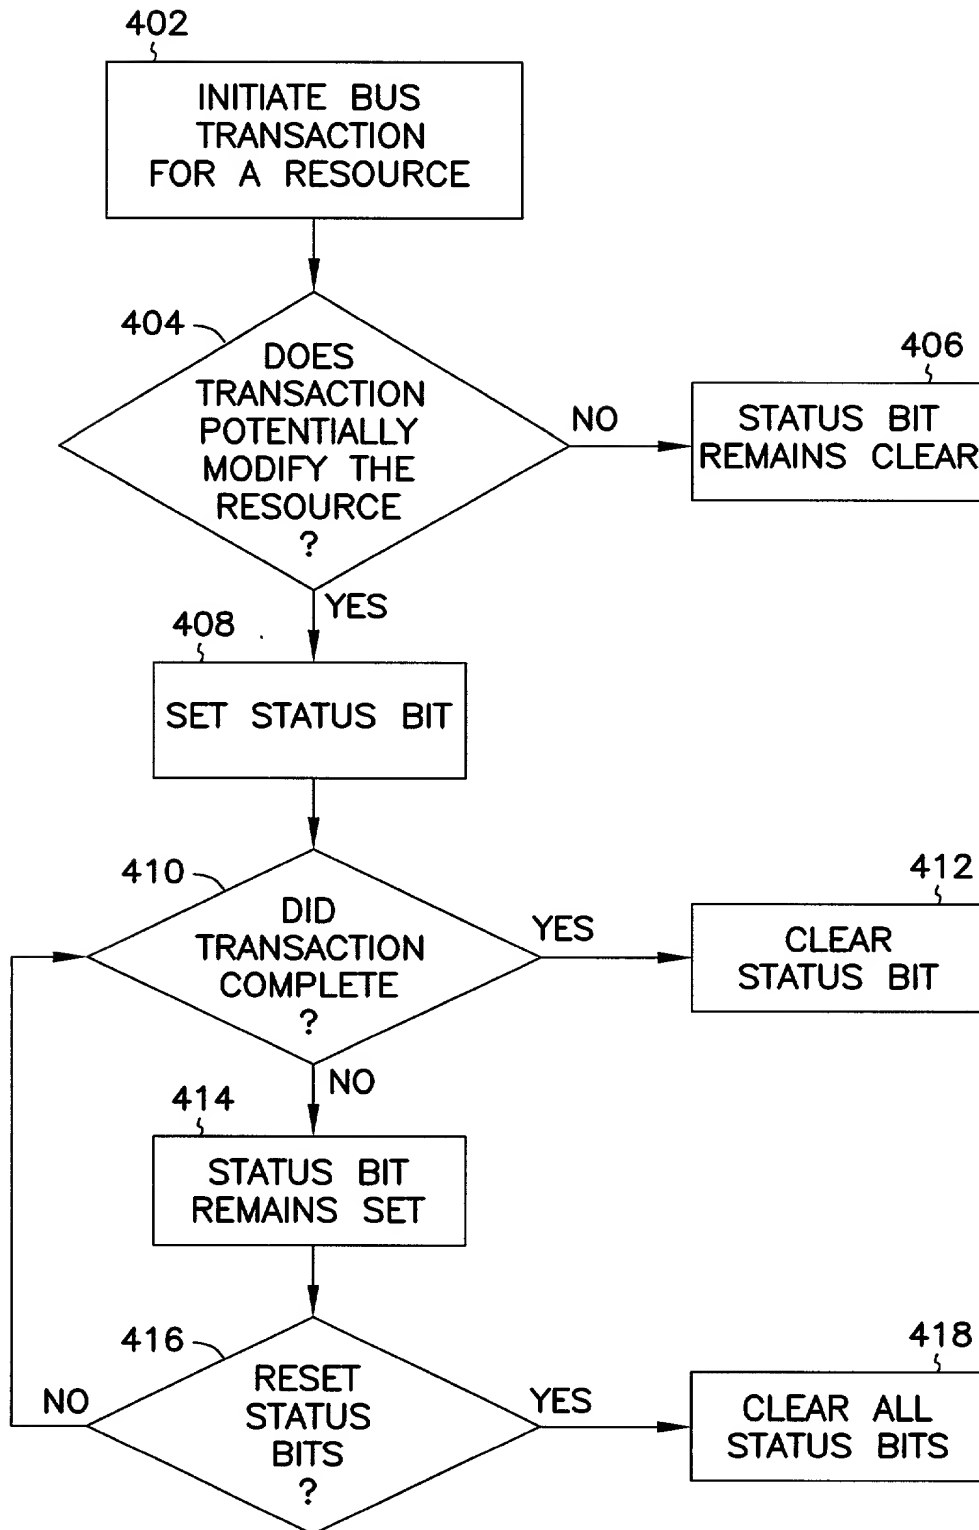 402
INITIATE BUS
TRANSACTION
FOR A RESOURCE
404
DOES
TRANSACTION
POTENTIALLY
MODIFY THE
RESOURCE
?
NO
406
STATUS BIT
REMAINS CLEAR
YES
408
SET STATUS BIT
410
DID
TRANSACTION
COMPLETE
?
YES
412
CLEAR
STATUS BIT
NO
414
STATUS BIT
REMAINS SET
416
RESET
STATUS
BITS
?
NO
YES
418
CLEAR ALL
STATUS BITS